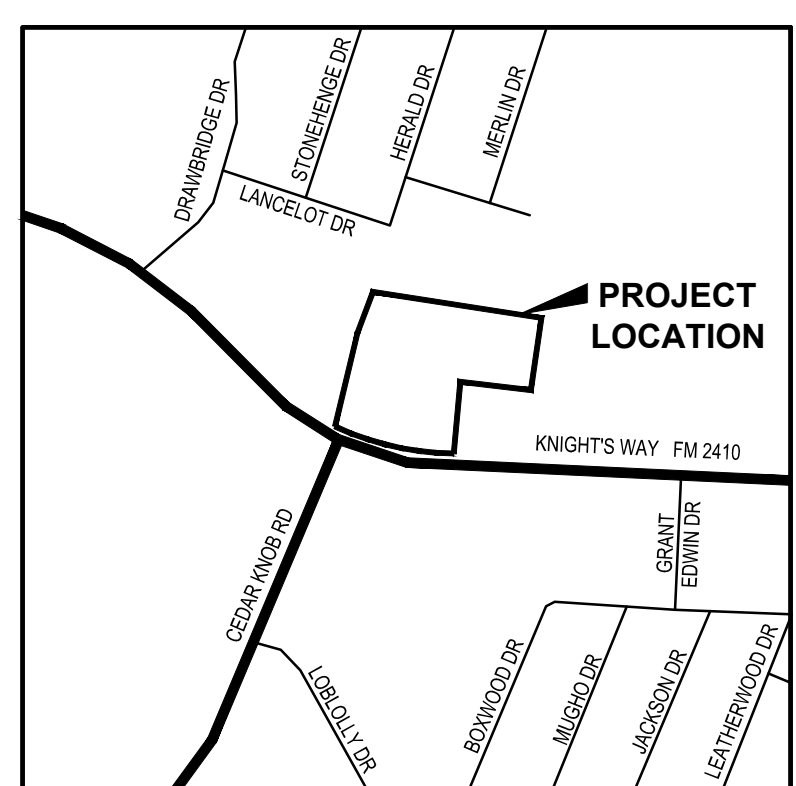 DRAWBRIDGE DR
STONEHENGE DR
HERALD DR
MERLIN DR
LANCELOT DR
PROJECT
LOCATION
KNIGHT'S WAY FM 2410
GRANT
EDWIN DR
CEDAR KNOB RD
LOBLOLLY DR
BOXWOOD DR
MUGHO DR
JACKSON DR
LEATHERWOOD DR